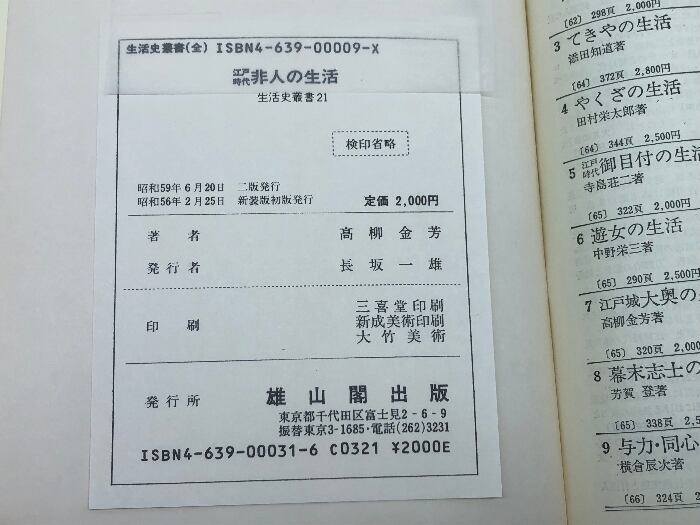 生活史叢書(全) ISBN4-639-00009-X
江戸時代 非人の生活
生活史叢書21
検印省略
昭和59年6月20日 二版発行
昭和56年2月25日 新装版初版発行 定価 2,000円
著者 高柳金芳
発行者 長坂一雄
印刷 三喜堂印刷
新成美術印刷
大竹美術
発行所 雄山閣出版
東京都千代田区富士見2-6-9
振替東京3-1685・電話(262)3231
ISBN4-639-00031-6 C0321 ¥2000E
〔62〕 298頁 2,000円
3 てきやの生活
添田知道著
〔64〕 372頁 2,800円
4 やくざの生活
田村栄太郎著
〔64〕 344頁 2,500円
5 江戸時代 御目付の生活
寺島荘二著
〔65〕 322頁 2,000円
6 遊女の生活
中野栄三著
〔65〕 290頁 2,500円
7 江戸城大奥の
高柳金芳著
〔65〕 320頁 2,000
8 幕末志士の
芳賀 登著
〔65〕 338頁 2,5
9 与力・同心
横倉辰次著
〔66〕 324頁 2